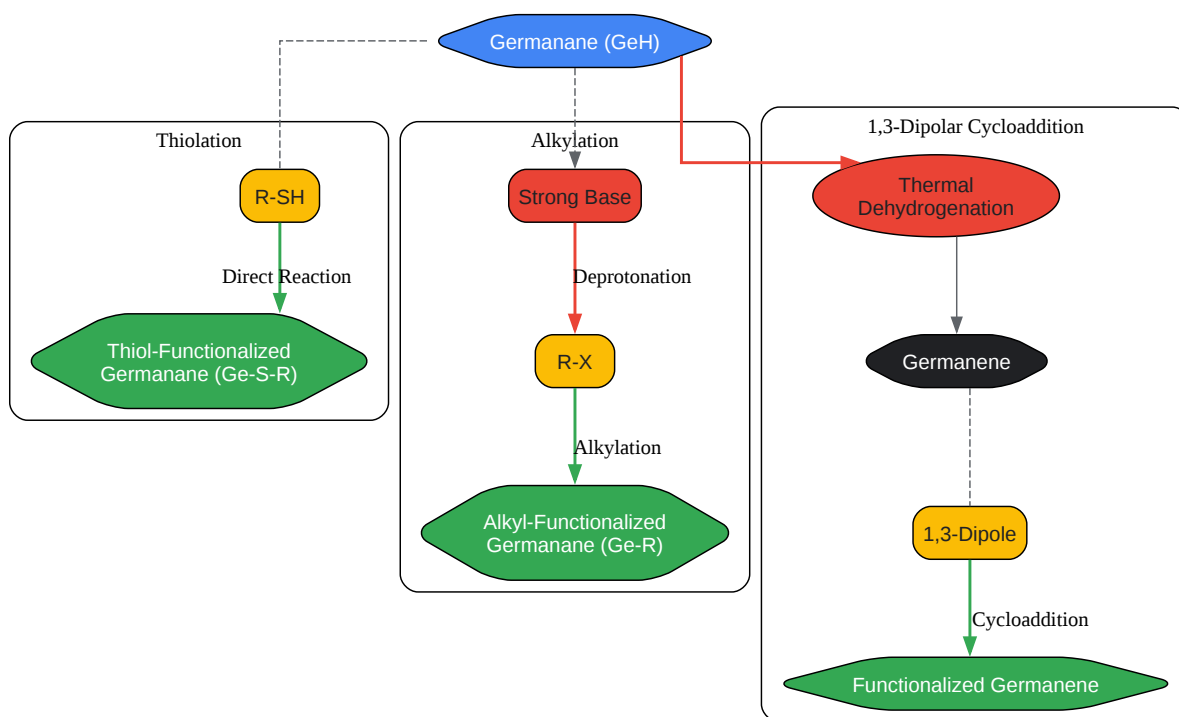 Germanane (GeH)
Thiolation
R-SH
Direct Reaction
Thiol-Functionalized
Germanane (Ge-S-R)
Alkylation
Strong Base
Deprotonation
R-X
Alkylation
Alkyl-Functionalized
Germanane (Ge-R)
1,3-Dipolar Cycloaddition
Thermal
Dehydrogenation
Germanene
1,3-Dipole
Cycloaddition
Functionalized Germanene